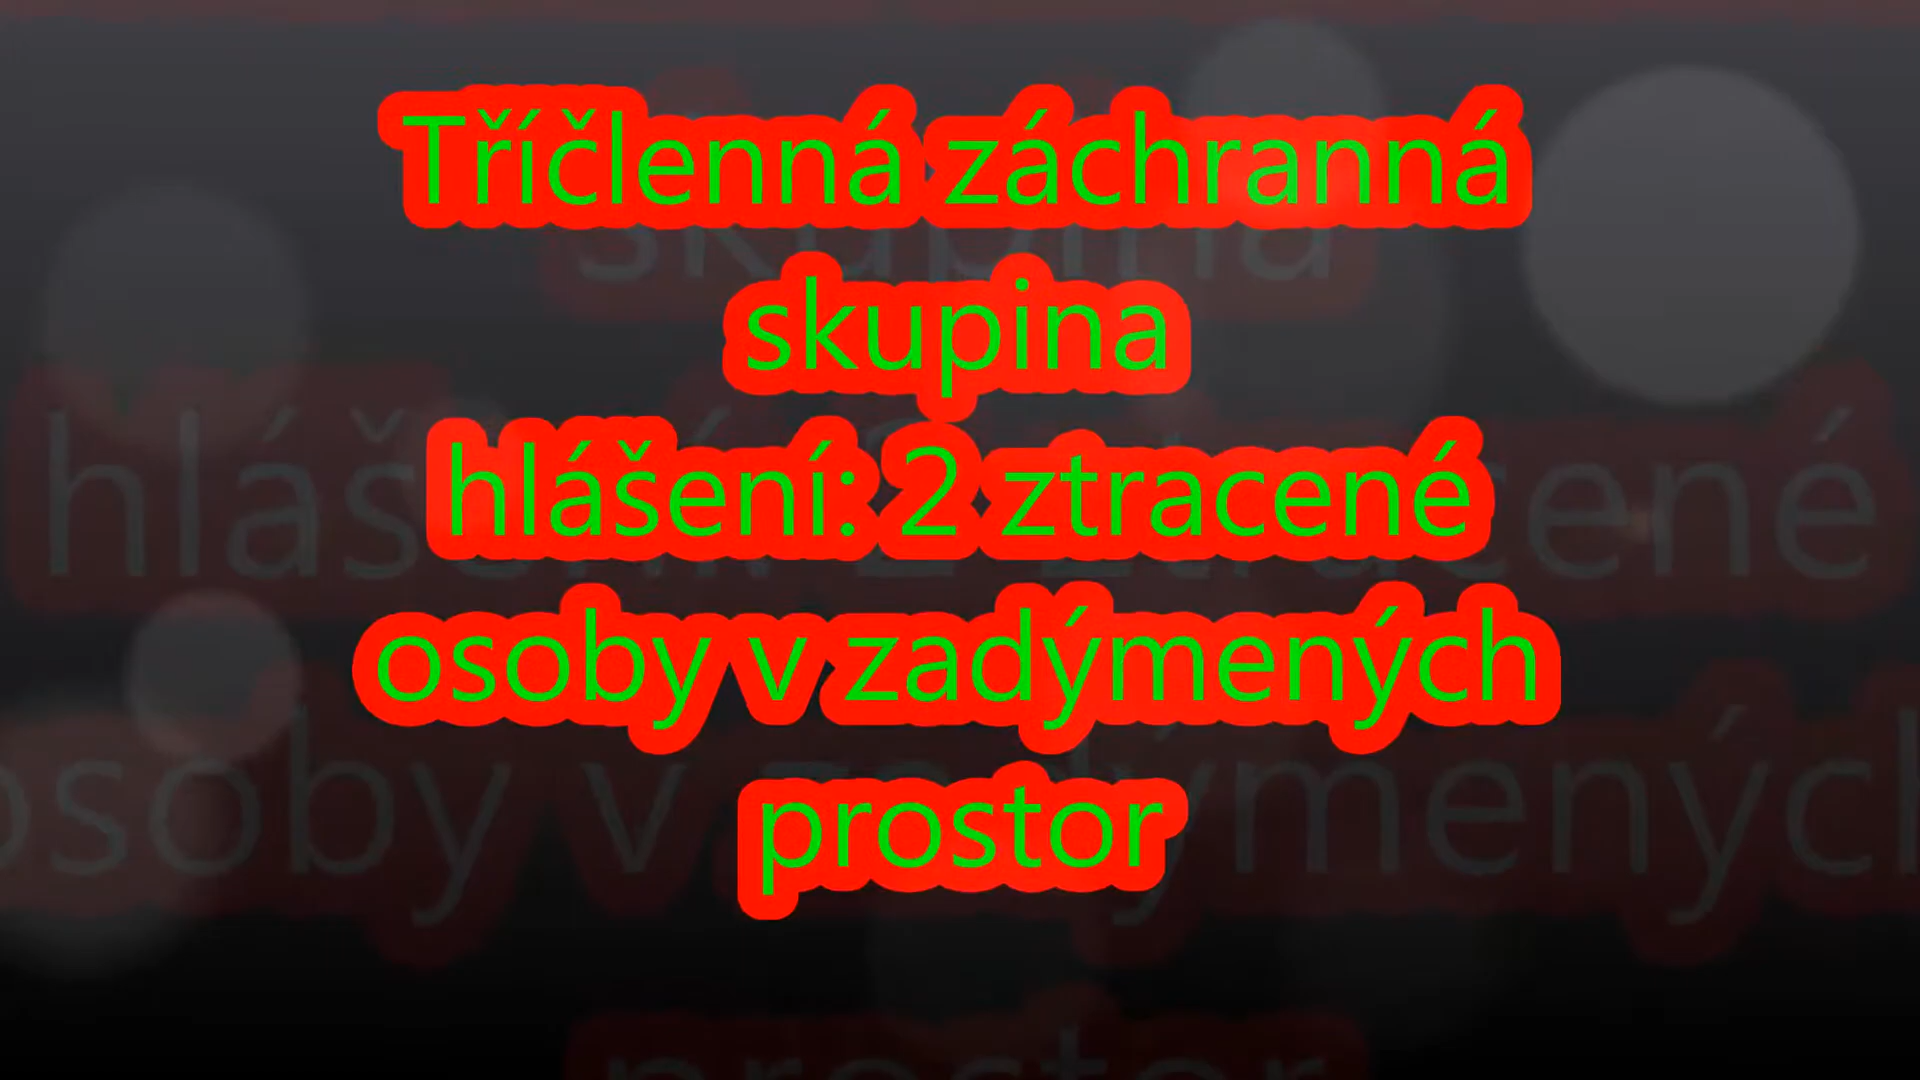 Tříčlenná záchranná
skupina
hlášení: 2 ztracené
osoby v zadýmených
prostor